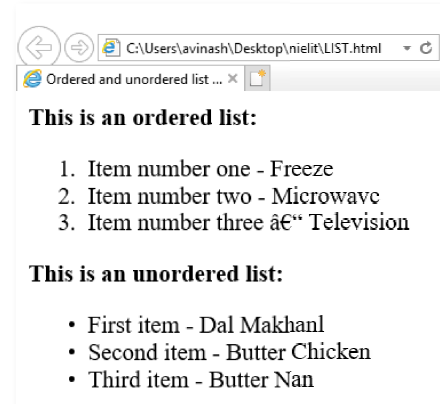 C:\Users\avinash\Desktop\nielit\LIST.html
Ordered and unordered list ...
This is an ordered list:
1. Item number one - Freeze
2. Item number two - Microwavc
3. Item number three â€“ Television
This is an unordered list:
• First item - Dal Makhanl
• Second item - Butter Chicken
• Third item - Butter Nan